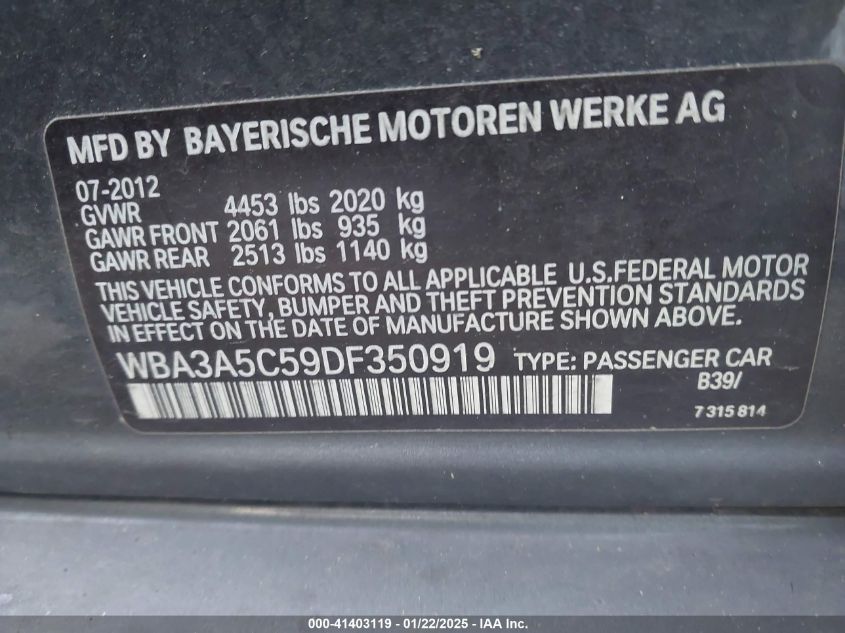 MFD BY BAYERISCHE MOTOREN WERKE AG
07-2012
GVWR 4453 lbs 2020 kg
GAWR FRONT 2061 lbs 935 kg
GAWR REAR 2513 lbs 1140 kg
THIS VEHICLE CONFORMS TO ALL APPLICABLE U.S.FEDERAL MOTOR
VEHICLE SAFETY, BUMPER AND THEFT PREVENTION STANDARDS
IN EFFECT ON THE DATE OF MANUFACTURE SHOWN ABOVE.
WBA3A5C59DF350919 TYPE: PASSENGER CAR
B39/
7 315 814
000-41403119 - 01/22/2025 - IAA Inc.